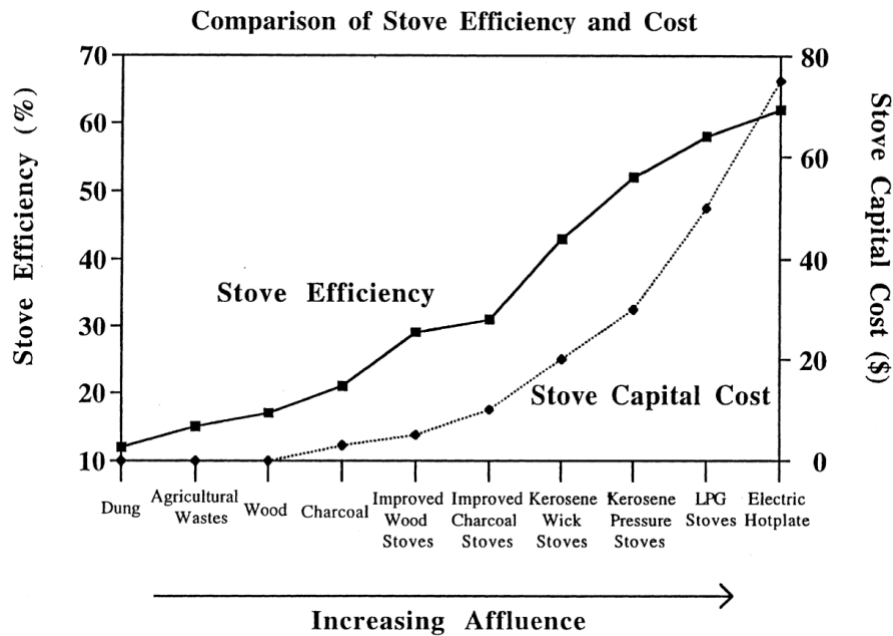 Comparison of Stove Efficiency and Cost
70
60
50
40
30
20
10
Stove Efficiency (%)
80
60
40
20
0
Stove Capital Cost ($)
Stove Efficiency
Stove Capital Cost
Dung
Agricultural
Wastes
Wood
Charcoal
Improved
Wood
Stoves
Improved
Charcoal
Stoves
Kerosene
Wick
Stoves
Kerosene
Pressure
Stoves
LPG
Stoves
Electric
Hotplate
Increasing Affluence